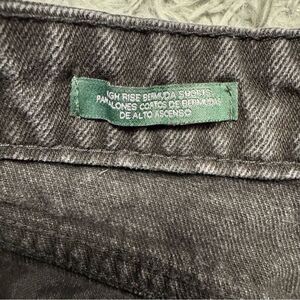 IGH RISE BERMUDA SHORTS
PANTALONES CORTOS DE BERMUDAS
DE ALTO ASCENSO